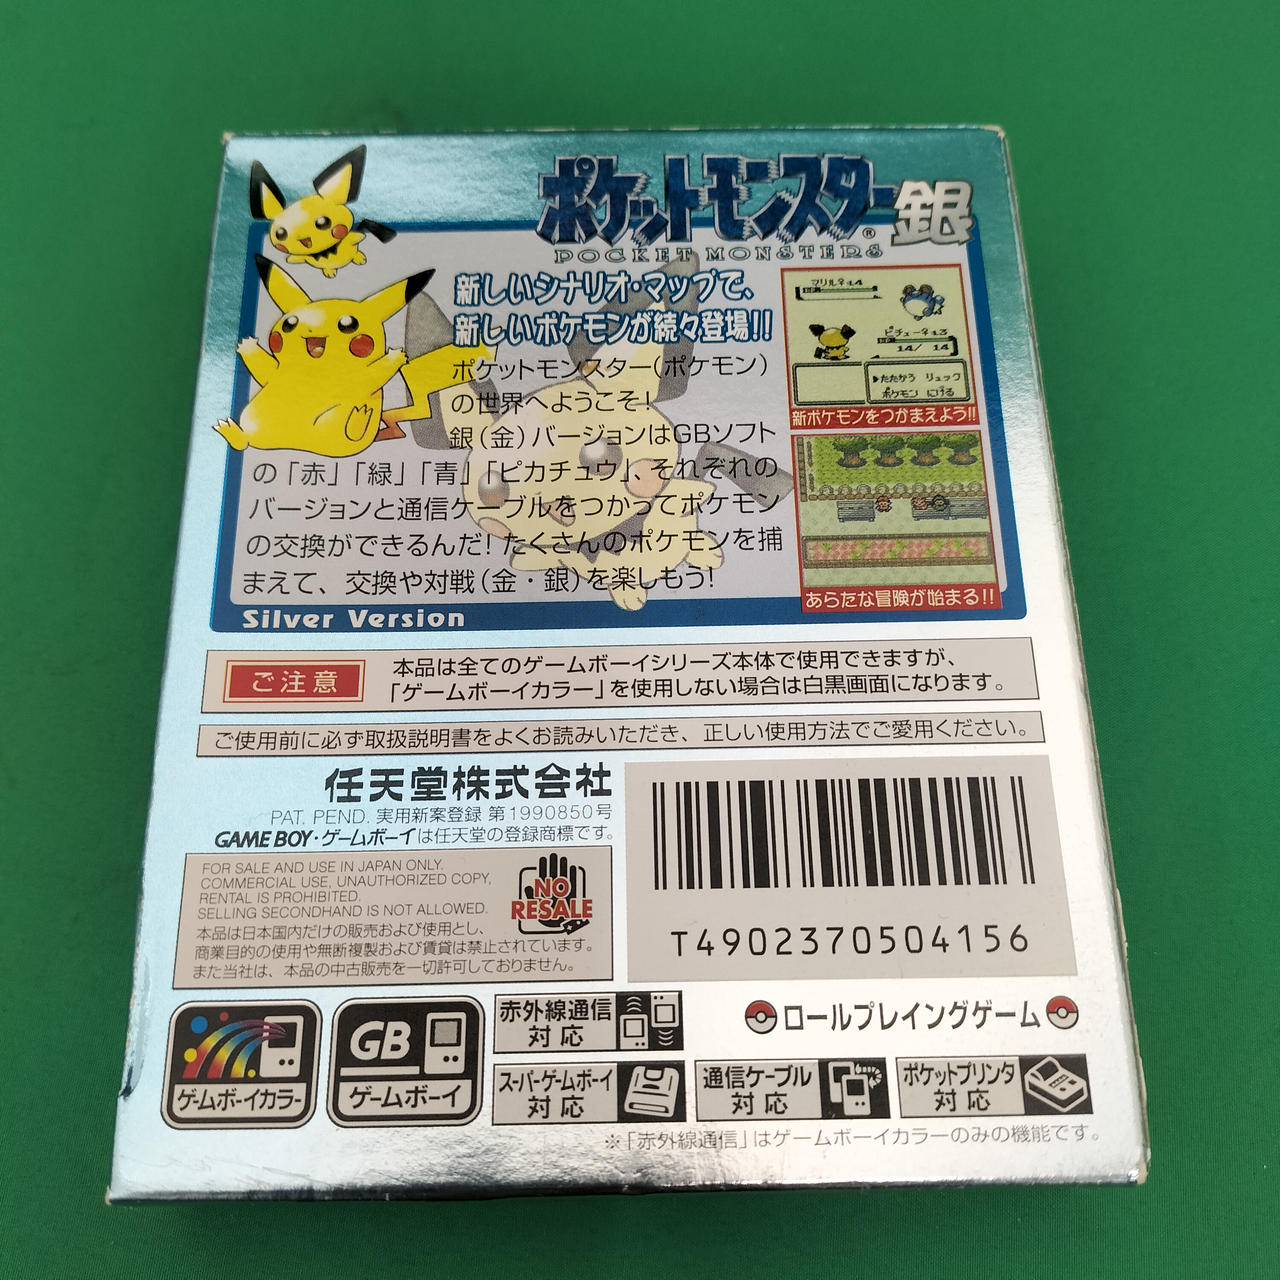 ポケットモンスター銀
POCKET MONSTERS
新しいシナリオ・マップで、
新しいポケモンが続々登場!!
ポケットモンスター(ポケモン)
の世界へようこそ!
銀(金)バージョンはGBソフト
の「赤」「緑」「青」「ピカチュウ」、それぞれの
バージョンと通信ケーブルをつかってポケモン
の交換ができるんだ!たくさんのポケモンを捕
まえて、交換や対戦(金・銀)を楽しもう!
マリル
ピチュー
14/ 14
▶たたかう リュック
ポケモン にげる
新ポケモンをつかまえよう!!
あらたな冒険が始まる!!
Silver Version
ご注意
本品は全てのゲームボーイシリーズ本体で使用できますが、
「ゲームボーイカラー」を使用しない場合は白黒画面になります。
ご使用前に必ず取扱説明書をよくお読みいただき、正しい使用方法でご愛用ください。
任天堂株式会社
PAT. PEND. 実用新案登録 第1990850号
GAME BOY・ゲームボーイは任天堂の登録商標です。
FOR SALE AND USE IN JAPAN ONLY.
COMMERCIAL USE, UNAUTHORIZED COPY,
RENTAL IS PROHIBITED.
SELLING SECONDHAND IS NOT ALLOWED.
本品は日本国内だけの販売および使用とし、
商業目的の使用や無断複製および賃貸は禁止されています。
また当社は、本品の中古販売を一切許可しておりません。
NO
RESALE
T4902370504156
ゲームボーイカラー
GB
ゲームボーイ
赤外線通信
対応
ロールプレイングゲーム
スーパーゲームボーイ
対応
通信ケーブル
対応
ポケットプリンタ
対応
※「赤外線通信」はゲームボーイカラーのみの機能です。